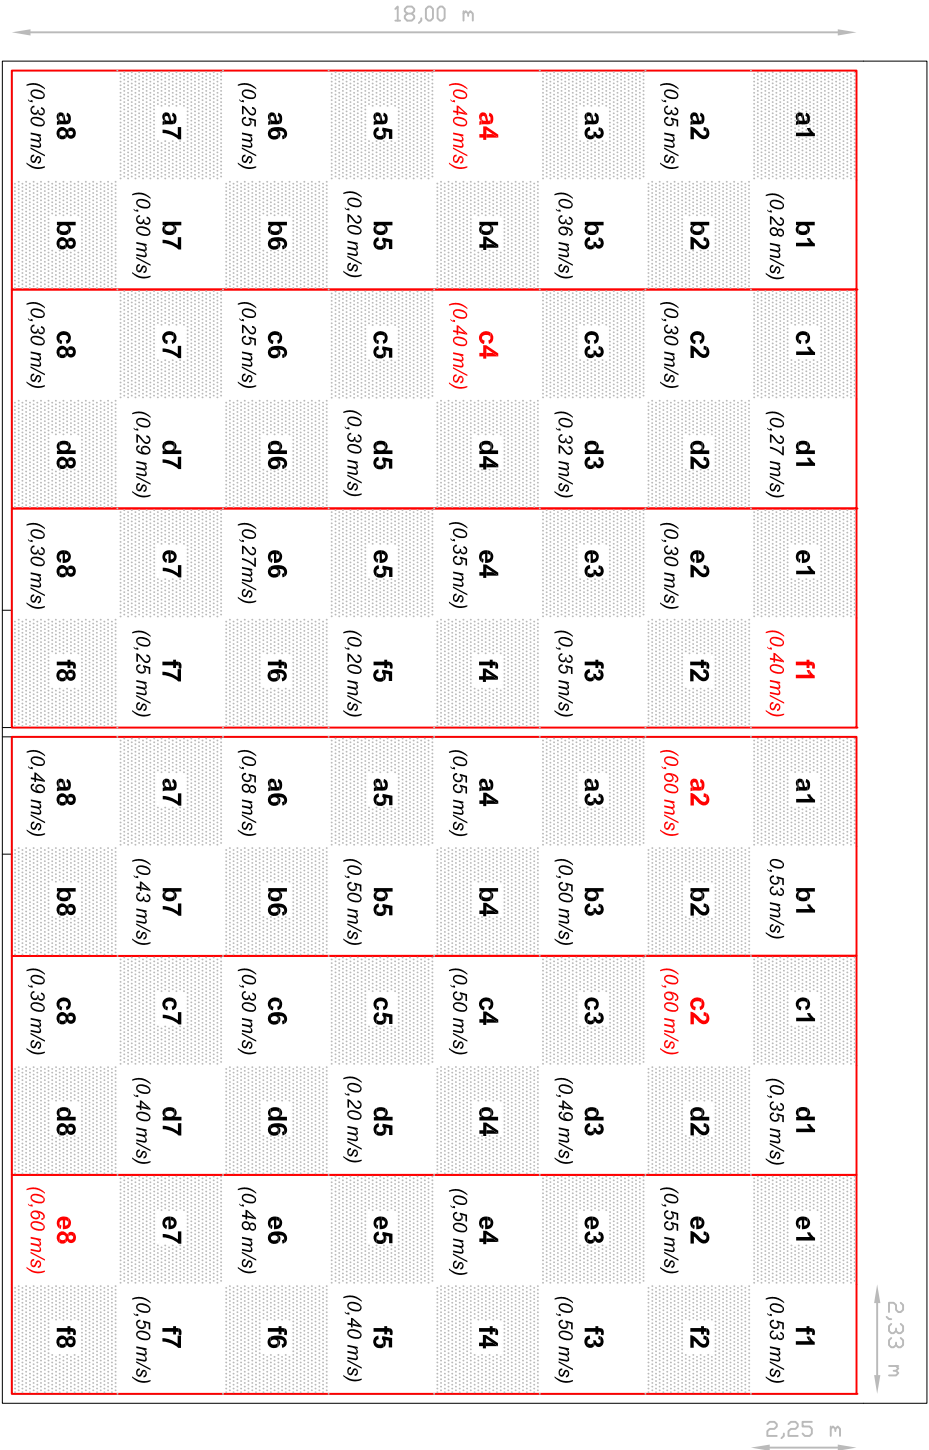 18,00 m
a8
(0,30 m/s)
a7
a6
(0,25 m/s)
a5
a4
(0,40 m/s)
a3
a2
(0,35 m/s)
a1
b8
b7
(0,30 m/s)
b6
b5
(0,20 m/s)
b4
b3
(0,36 m/s)
b2
b1
(0,28 m/s)
c8
(0,30 m/s)
c7
c6
(0,25 m/s)
c5
c4
(0,40 m/s)
c3
c2
(0,30 m/s)
c1
d8
d7
(0,29 m/s)
d6
d5
(0,30 m/s)
d4
d3
(0,32 m/s)
d2
d1
(0,27 m/s)
e8
(0,30 m/s)
e7
e6
(0,27m/s)
e5
e4
(0,35 m/s)
e3
e2
(0,30 m/s)
e1
f8
f7
(0,25 m/s)
f6
f5
(0,20 m/s)
f4
f3
(0,35 m/s)
f2
f1
(0,40 m/s)
a8
(0,49 m/s)
a7
a6
(0,58 m/s)
a5
a4
(0,55 m/s)
a3
a2
(0,60 m/s)
a1
b8
b7
(0,43 m/s)
b6
b5
(0,50 m/s)
b4
b3
(0,50 m/s)
b2
b1
0,53 m/s)
c8
(0,30 m/s)
c7
c6
(0,30 m/s)
c5
c4
(0,50 m/s)
c3
c2
(0,60 m/s)
c1
d8
d7
(0,40 m/s)
d6
d5
(0,20 m/s)
d4
d3
(0,49 m/s)
d2
d1
(0,35 m/s)
e8
(0,60 m/s)
e7
e6
(0,48 m/s)
e5
e4
(0,50 m/s)
e3
e2
(0,55 m/s)
e1
f8
f7
(0,50 m/s)
f6
f5
(0,40 m/s)
f4
f3
(0,50 m/s)
f2
f1
(0,53 m/s)
2,33 m
2,25 m